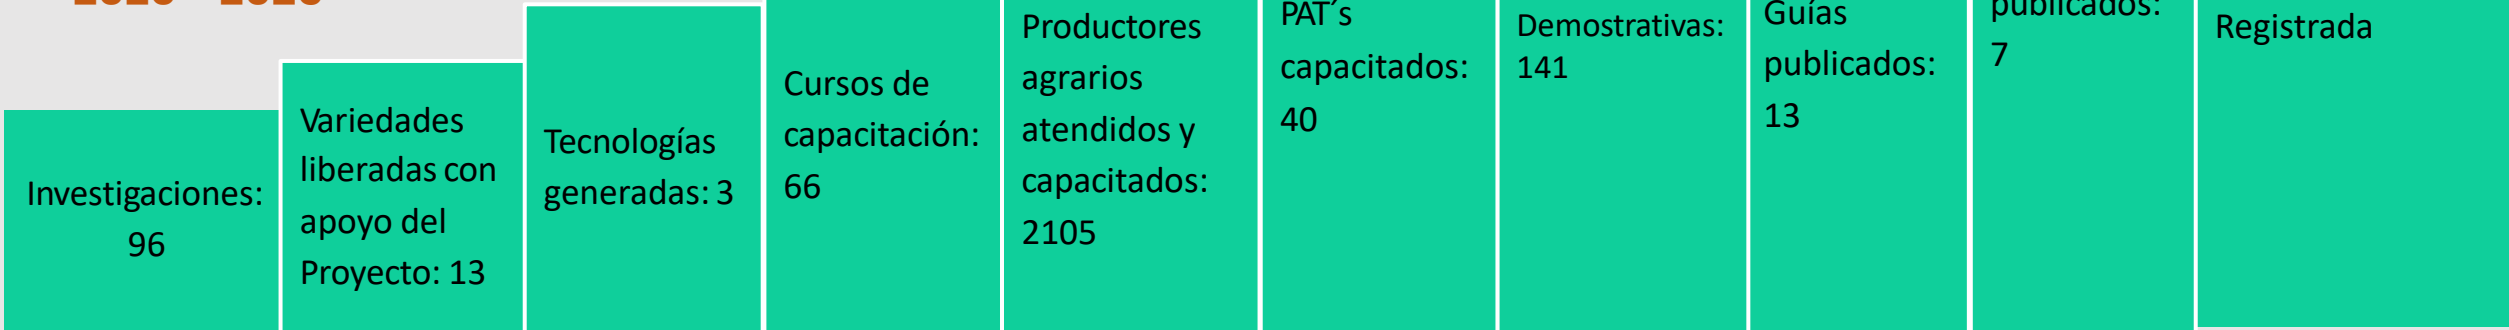 Investigaciones:
96
Variedades
liberadas con
apoyo del
Proyecto: 13
Tecnologías
generadas: 3
Cursos de
capacitación:
66
Productores
agrarios
atendidos y
capacitados:
2105
PAT´s
capacitados:
40
Demostrativas:
141
Guías
publicados:
13
publicados:
7
Registrada